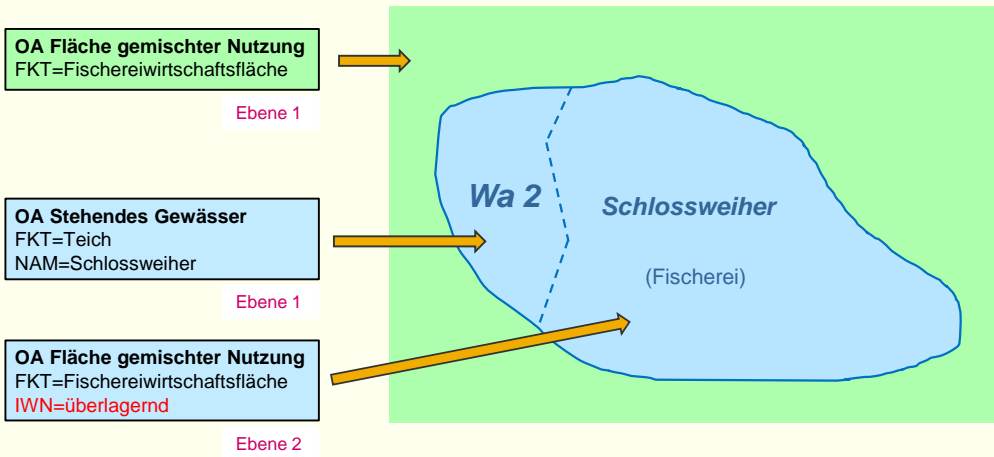 OA Fläche gemischter Nutzung
FKT=Fischereiwirtschaftsfläche
Ebene 1
OA Stehendes Gewässer
FKT=Teich
NAM=Schlossweiher
Ebene 1
OA Fläche gemischter Nutzung
FKT=Fischereiwirtschaftsfläche
IWN=überlagernd
Ebene 2
Wa 2
Schlossweiher
(Fischerei)